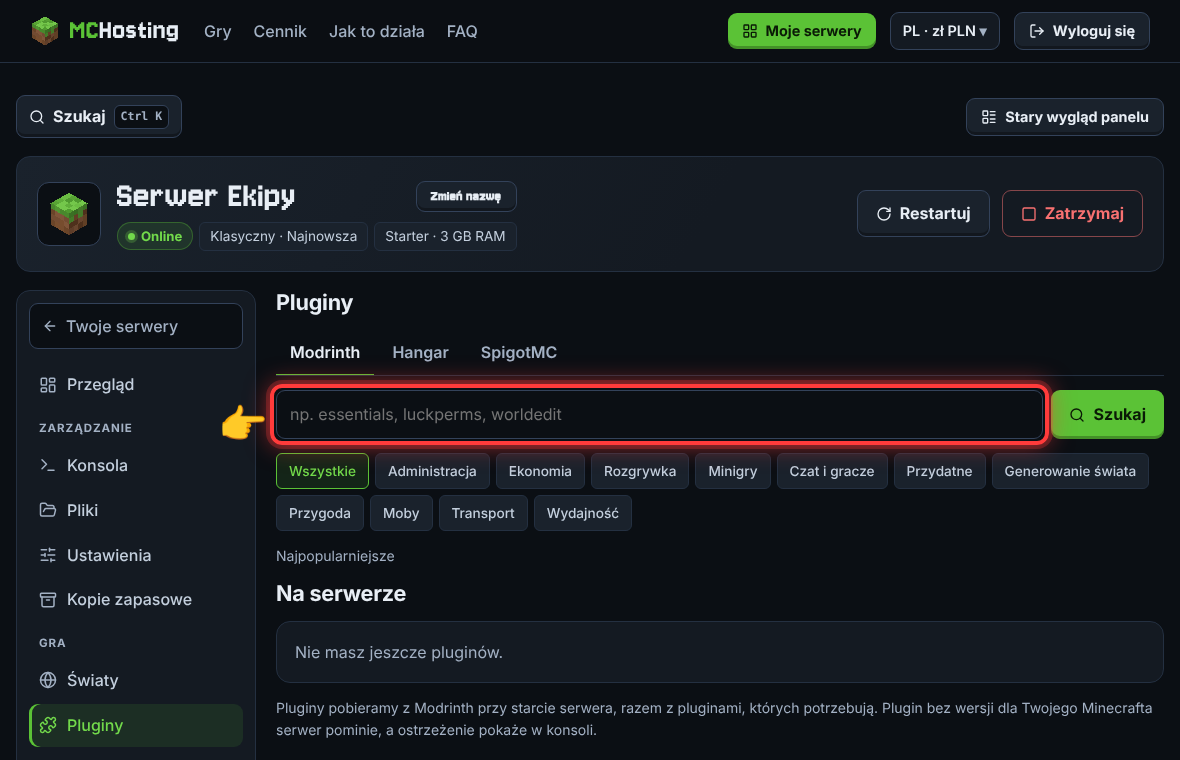 MCHosting
Gry
Cennik
Jak to działa
FAQ
Moje serwery
PL · zł PLN ▾
Wyloguj się
Szukaj Ctrl K
Stary wygląd panelu
Serwer Ekipy
Zmień nazwę
Online
Klasyczny · Najnowsza
Starter · 3 GB RAM
Restartuj
Zatrzymaj
← Twoje serwery
Przegląd
ZARZĄDZANIE
Konsola
Pliki
Ustawienia
Kopie zapasowe
GRA
Światy
Pluginy
Pluginy
Modrinth
Hangar
SpigotMC
np. essentials, luckperms, worldedit
Szukaj
Wszystkie
Administracja
Ekonomia
Rozgrywka
Minigry
Czat i gracze
Przydatne
Generowanie świata
Przygoda
Moby
Transport
Wydajność
Najpopularniejsze
Na serwerze
Nie masz jeszcze pluginów.
Pluginy pobieramy z Modrinth przy starcie serwera, razem z pluginami, których potrzebują. Plugin bez wersji dla Twojego Minecrafta
serwer pominie, a ostrzeżenie pokaże w konsoli.